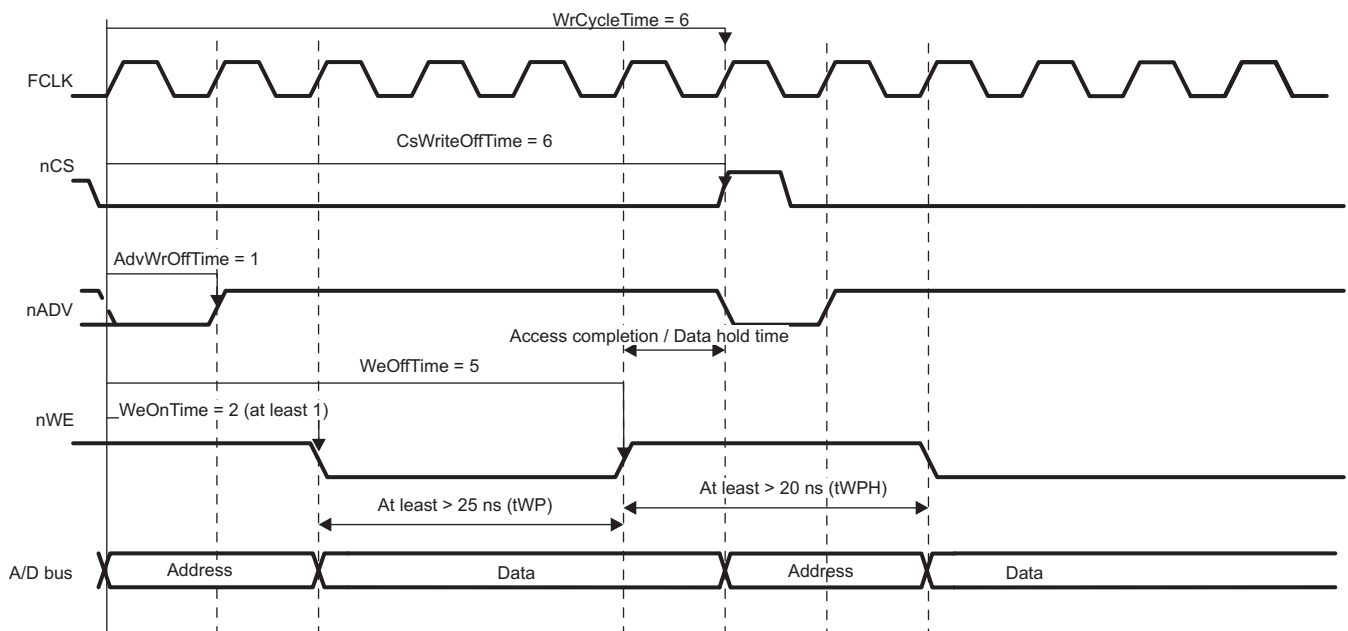 WrCycleTime = 6
FCLK
CsWriteOffTime = 6
nCS
AdvWrOffTime = 1
nADV
Access completion / Data hold time
WeOffTime = 5
WeOnTime = 2 (at least 1)
nWE
At least > 25 ns (tWP)
At least > 20 ns (tWPH)
A/D bus
Address
Data
Address
Data